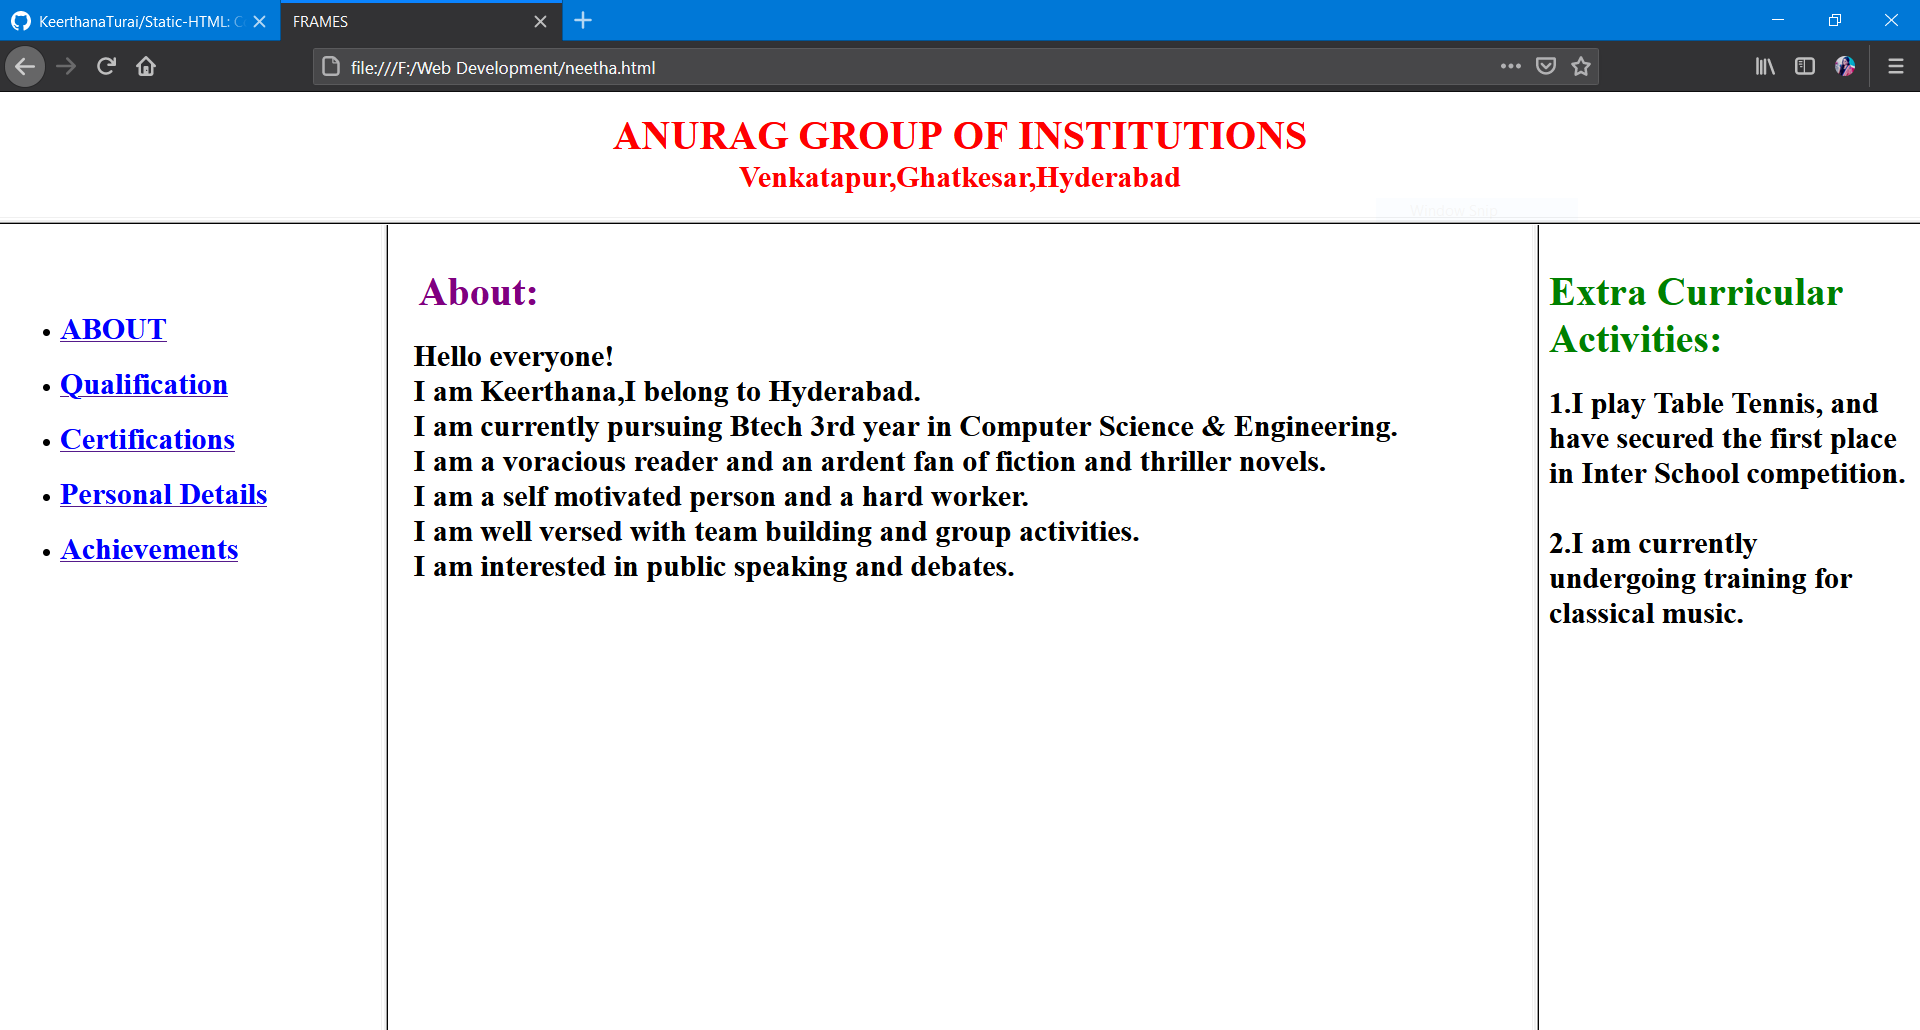 KeerthanaTurai/Static-HTML:
FRAMES
file:///F:/Web Development/neetha.html
ANURAG GROUP OF INSTITUTIONS
Venkatapur,Ghatkesar,Hyderabad
Window Snip
• ABOUT
• Qualification
• Certifications
• Personal Details
• Achievements
About:
Hello everyone!
I am Keerthana,I belong to Hyderabad.
I am currently pursuing Btech 3rd year in Computer Science & Engineering.
I am a voracious reader and an ardent fan of fiction and thriller novels.
I am a self motivated person and a hard worker.
I am well versed with team building and group activities.
I am interested in public speaking and debates.
Extra Curricular
Activities:
1.I play Table Tennis, and
have secured the first place
in Inter School competition.
2.I am currently
undergoing training for
classical music.